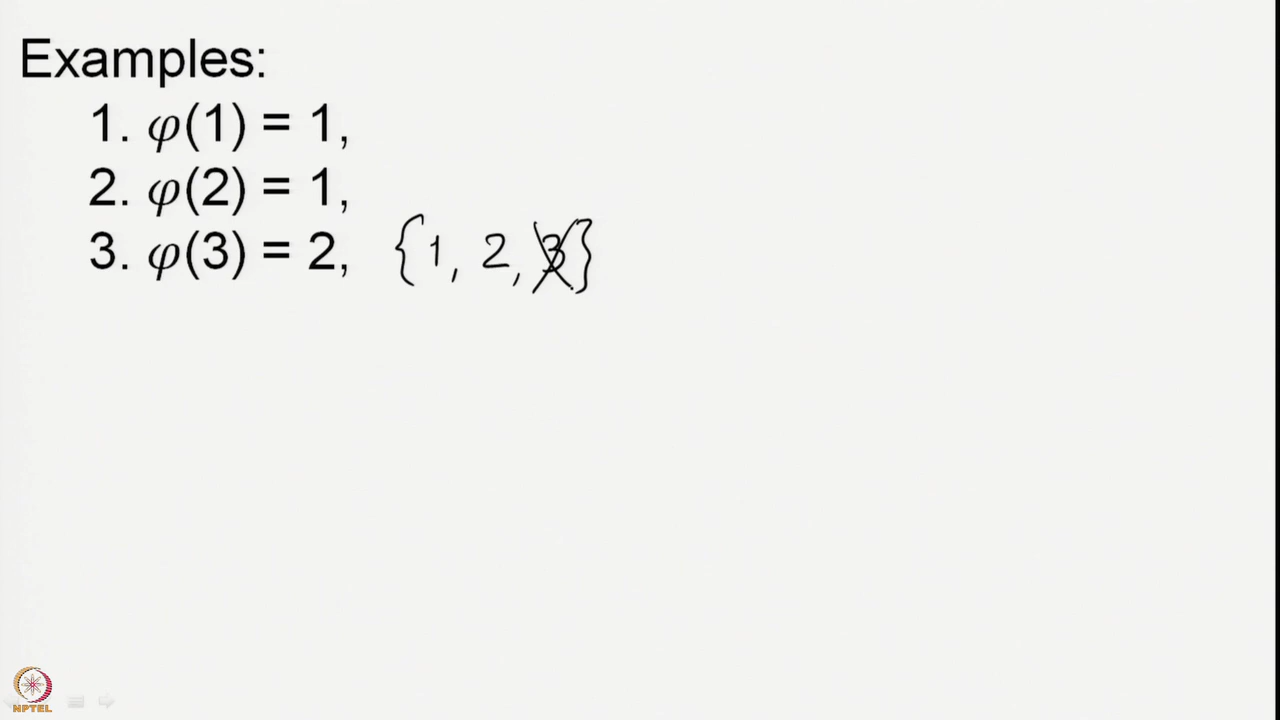 Examples:
1. φ(1) = 1,
2. φ(2) = 1,
3. φ(3) = 2, {1, 2, 3}
NPTEL